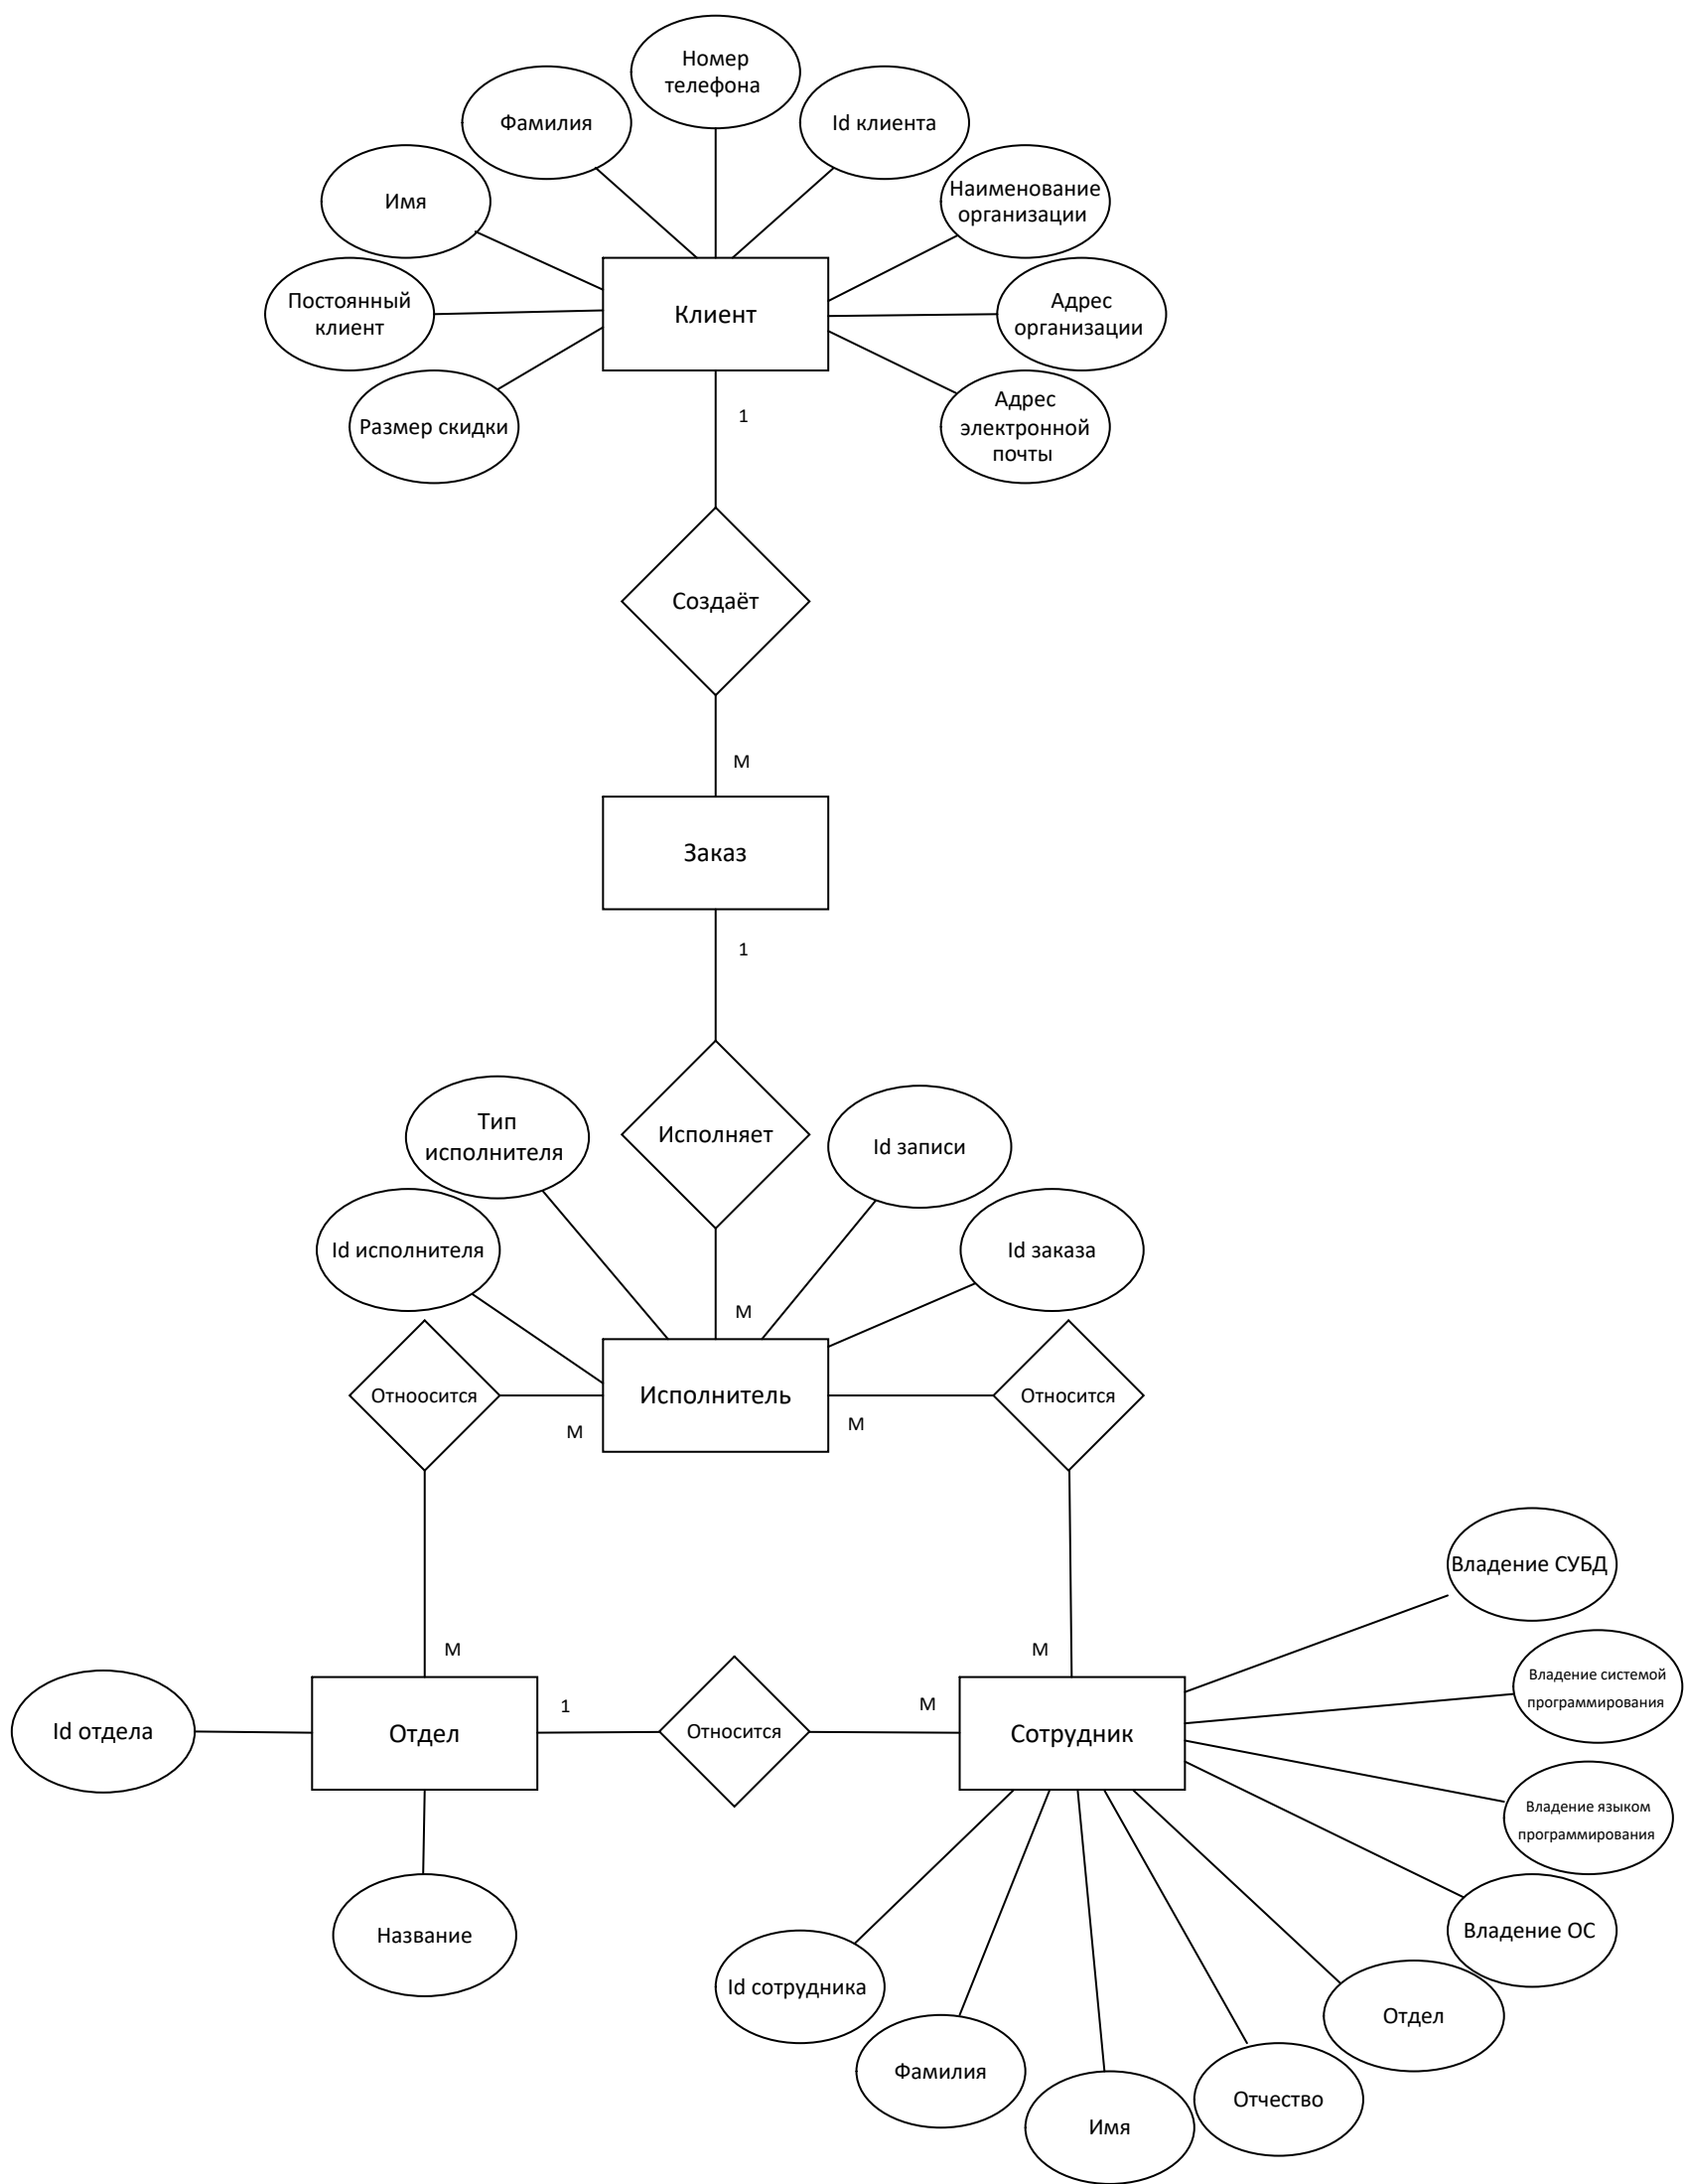 Номер
телефона
Фамилия
Id клиента
Имя
Наименование
организации
Постоянный
клиент
Клиент
Адрес
организации
Размер скидки
Адрес
электронной
почты
1
Создаёт
М
Заказ
1
Тип
исполнителя
Исполняет
Id записи
Id исполнителя
Id заказа
М
Отноосится
М
Исполнитель
М
Относится
Владение СУБД
М
М
Владение системой
программирования
Id отдела
Отдел
1
Относится
М
Сотрудник
Владение языком
программирования
Название
Владение ОС
Id сотрудника
Отдел
Фамилия
Отчество
Имя